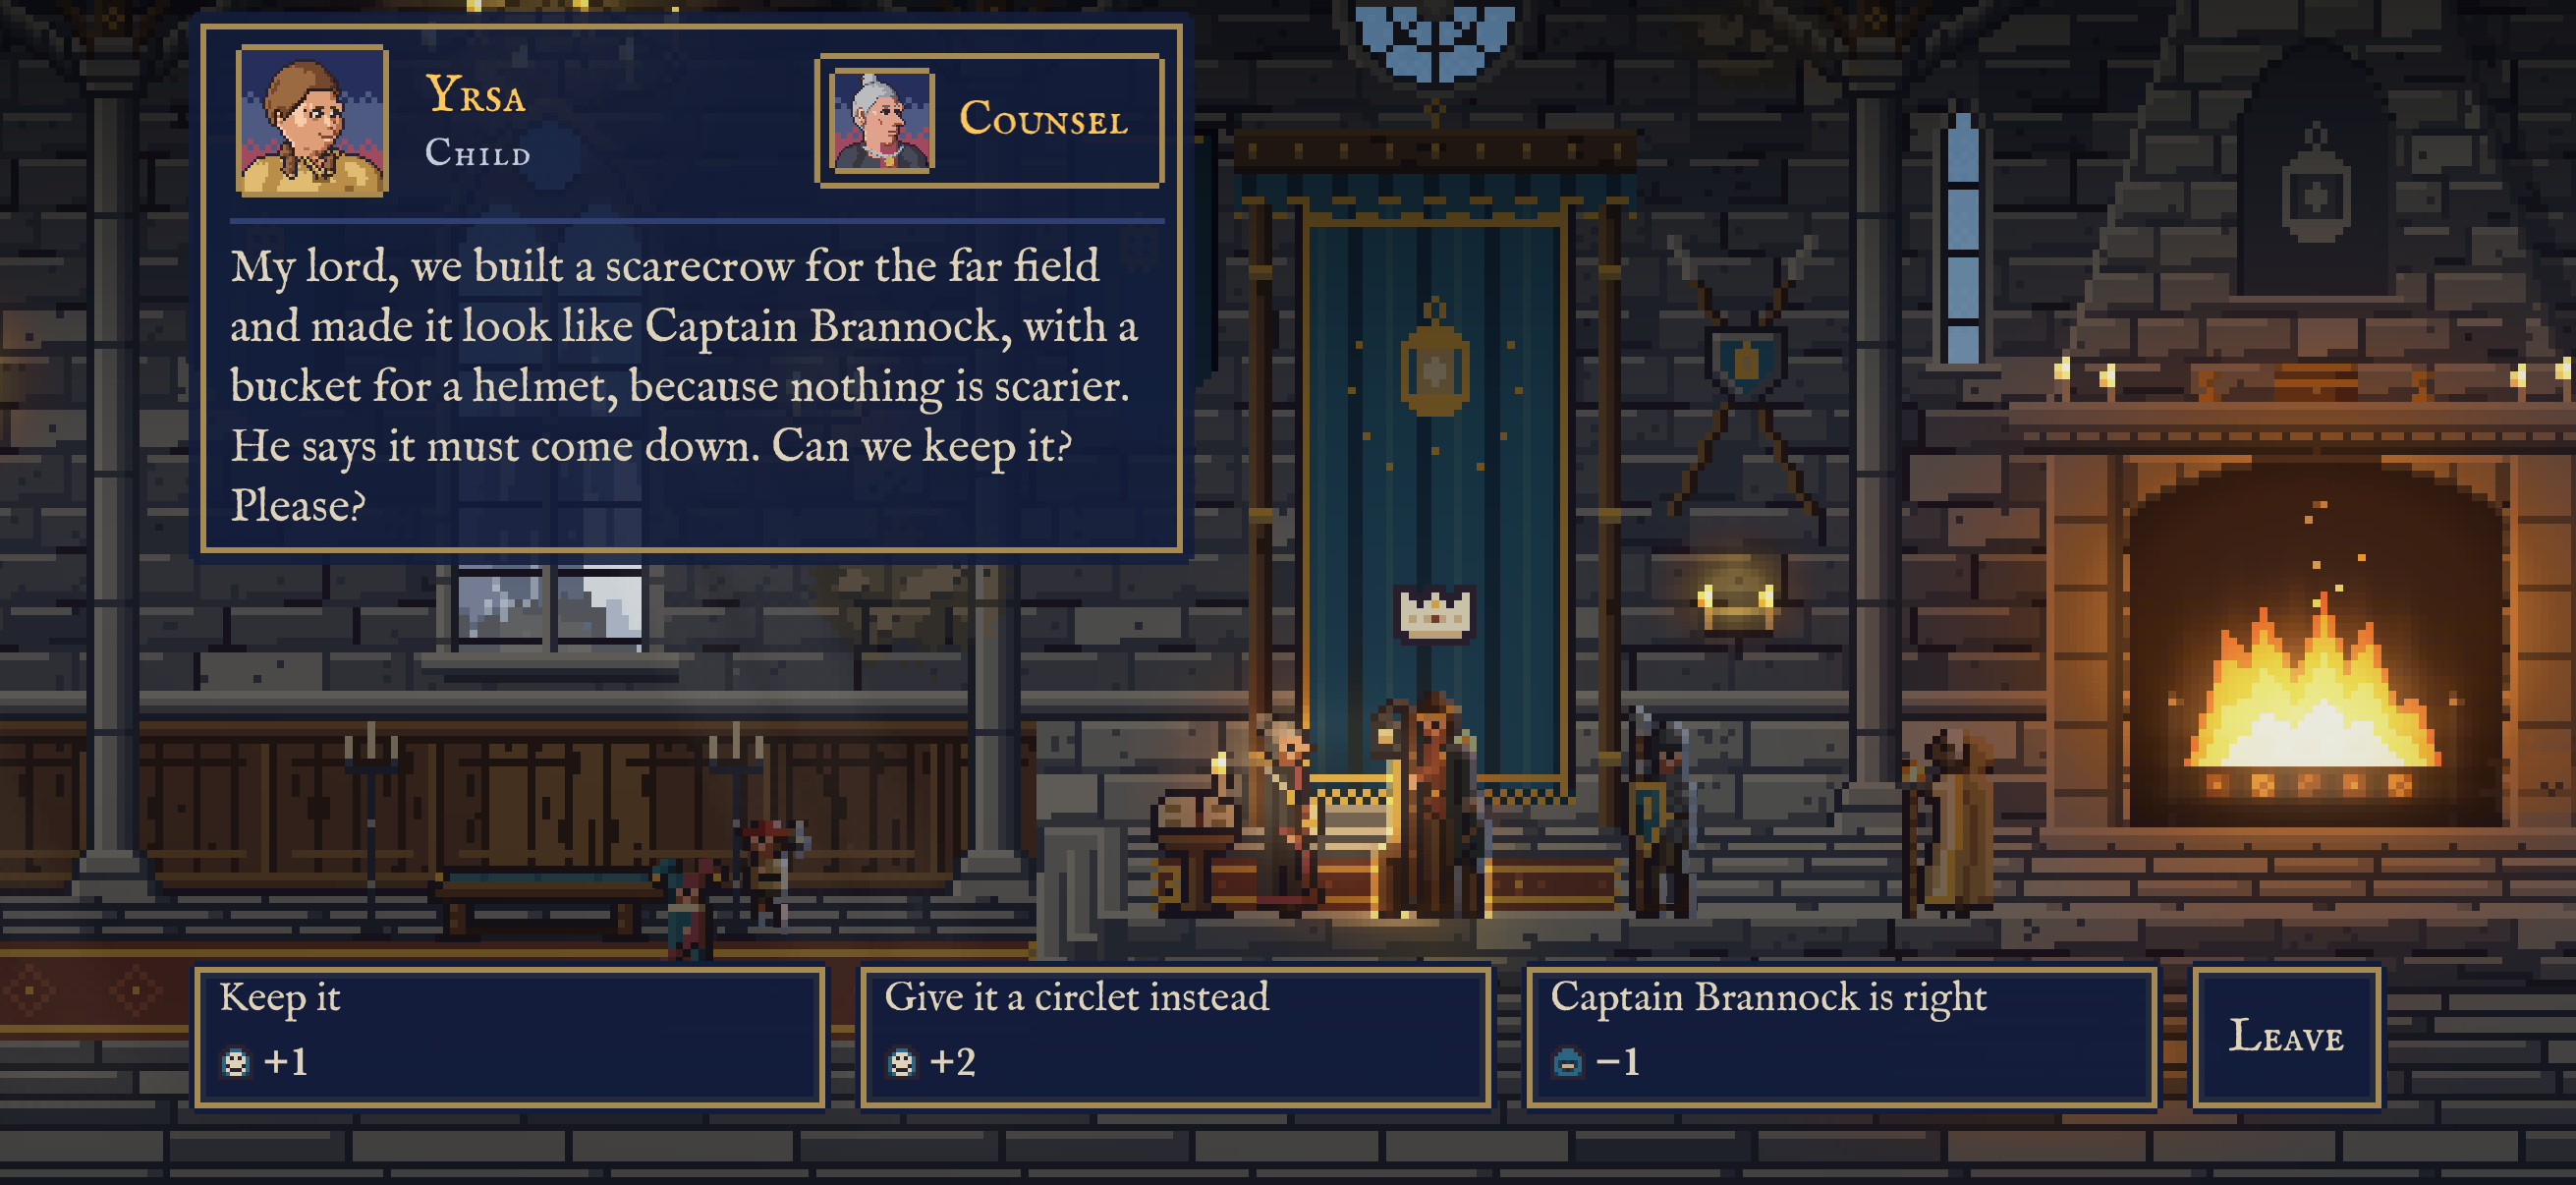 Yrsa
Child
Counsel
My lord, we built a scarecrow for the far field
and made it look like Captain Brannock, with a
bucket for a helmet, because nothing is scarier.
He says it must come down. Can we keep it?
Please?
Keep it
+1
Give it a circlet instead
+2
Captain Brannock is right
−1
Leave